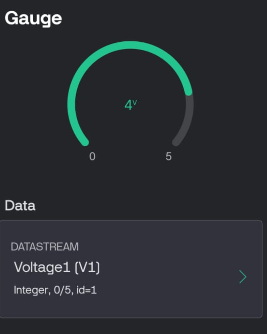 Gauge
4v
0 5
Data
DATASTREAM
Voltage1 (V1)
Integer, 0/5, id=1